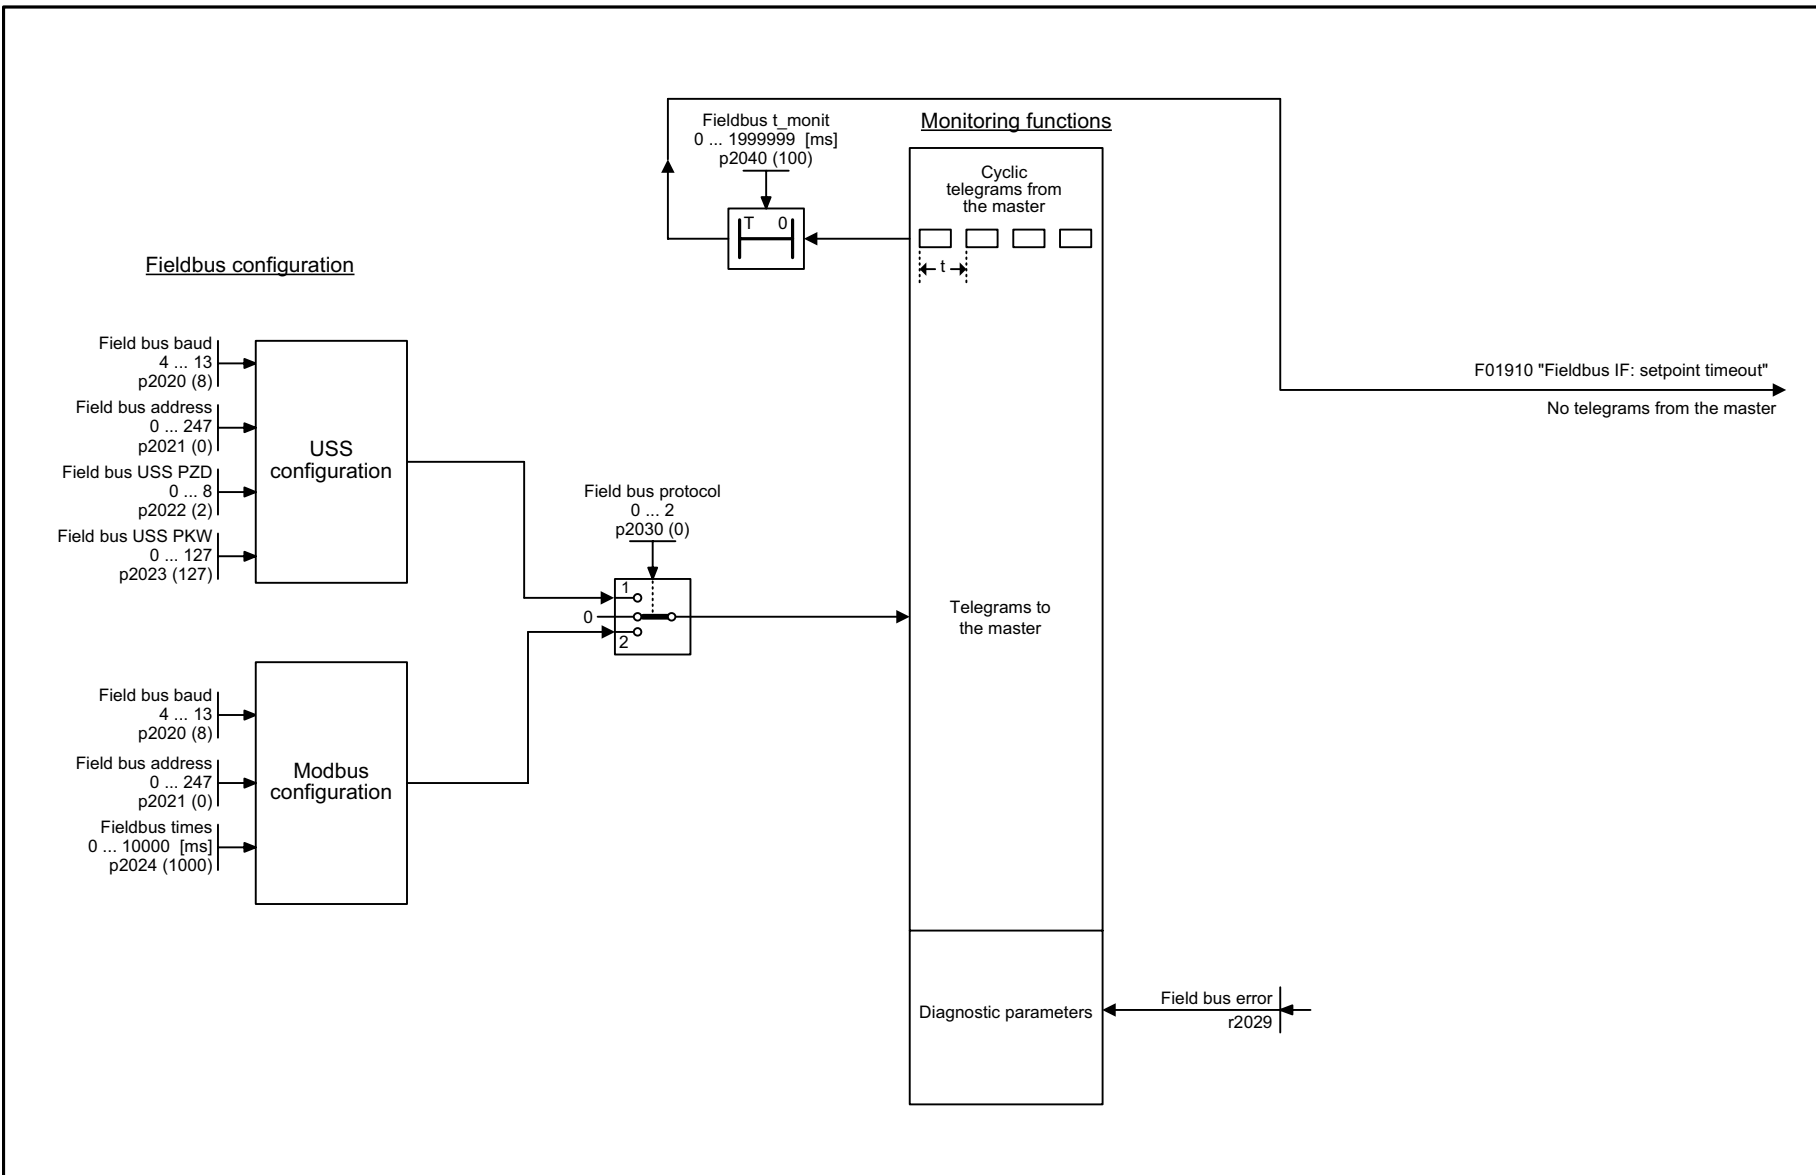 Fieldbus t_monit
0 ... 1999999 [ms]
p2040 (100)
T 0
Monitoring functions
Cyclic
telegrams from
the master
t
Fieldbus configuration
Field bus baud
4 ... 13
p2020 (8)
Field bus address
0 ... 247
p2021 (0)
Field bus USS PZD
0 ... 8
p2022 (2)
Field bus USS PKW
0 ... 127
p2023 (127)
USS
configuration
F01910 "Fieldbus IF: setpoint timeout"
No telegrams from the master
Field bus protocol
0 ... 2
p2030 (0)
1
0
2
Telegrams to
the master
Field bus baud
4 ... 13
p2020 (8)
Field bus address
0 ... 247
p2021 (0)
Fieldbus times
0 ... 10000 [ms]
p2024 (1000)
Modbus
configuration
Diagnostic parameters
Field bus error
r2029